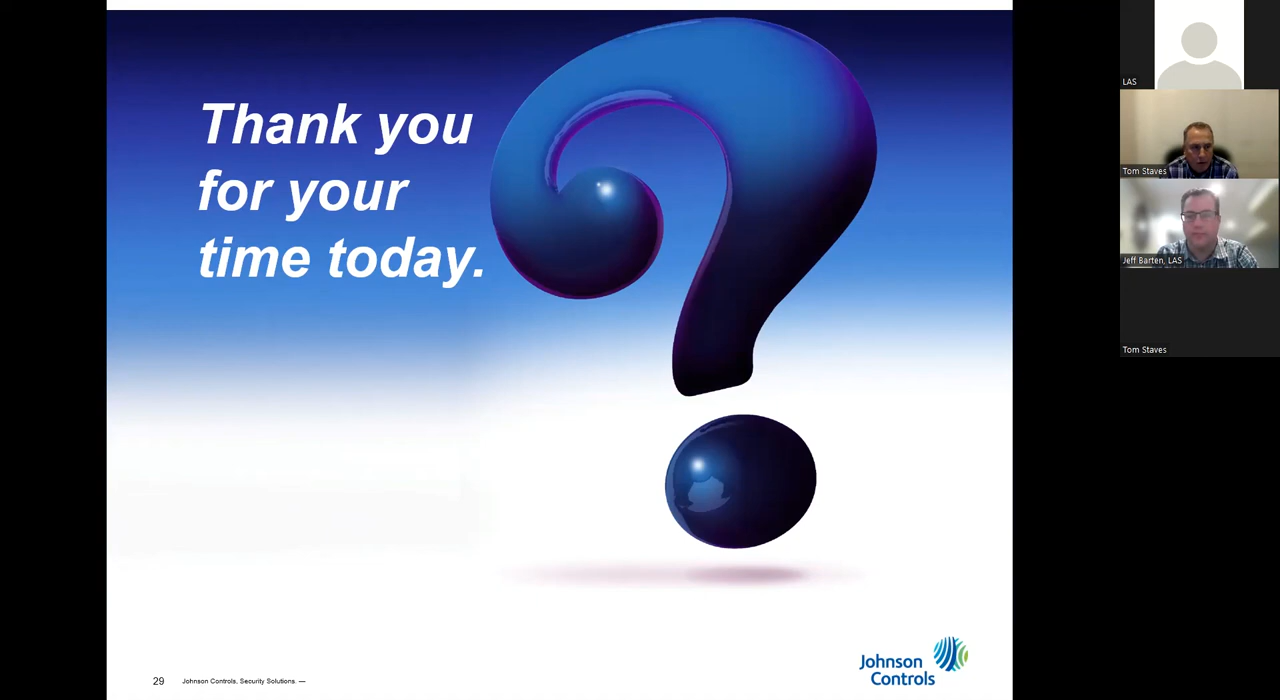 Thank you
for your
time today.
29
Johnson Controls, Security Solutions. —
Johnson
Controls
LAS
Tom Staves
Jeff Barten, LAS
Tom Staves